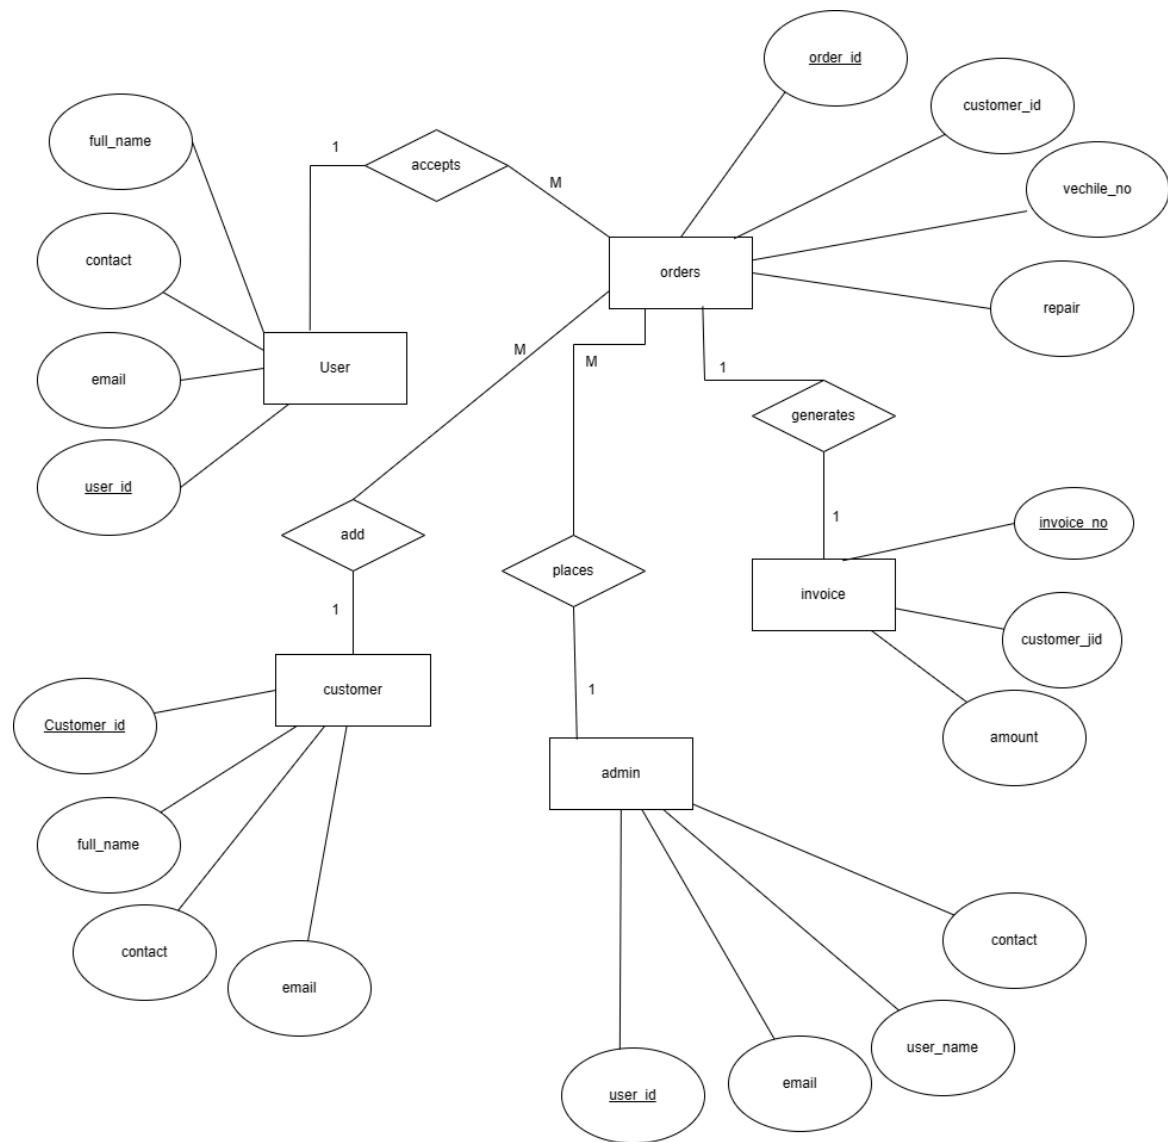 order_id
customer_id
full_name
1
accepts
M
vechile_no
contact
orders
repair
User
M
M
1
email
generates
user_id
add
places
1
invoice_no
invoice
1
customer_jid
customer
1
Customer_id
amount
admin
full_name
contact
contact
email
user_name
email
user_id